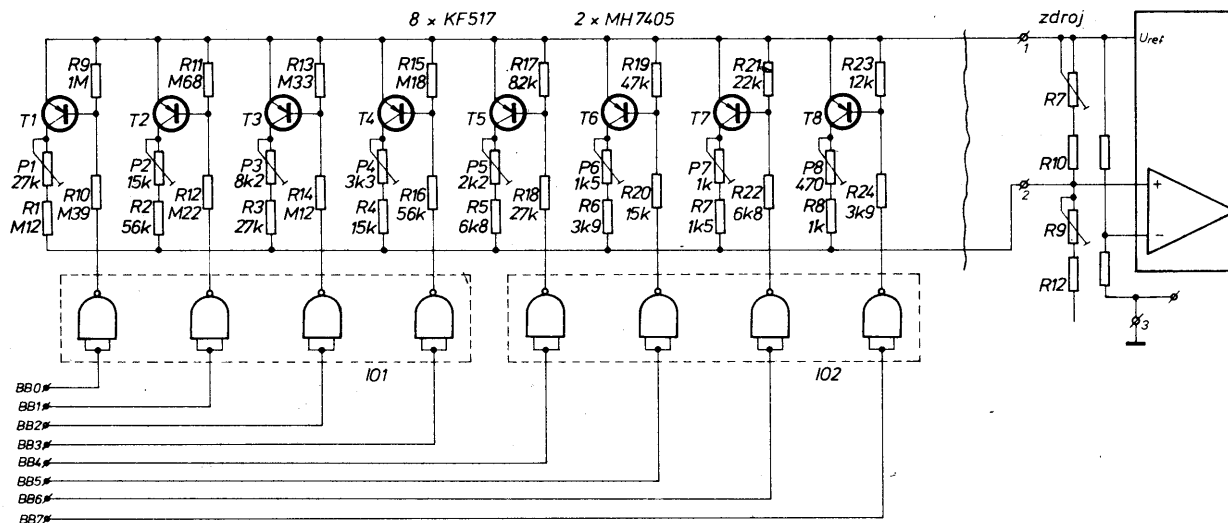 8 x KF517
2 x MH7405
zdroj
1
Uref
R9
1M
R11
M68
R13
M33
R15
M18
R17
82k
R19
47k
R21
22k
R23
12k
R7
T1
T2
T3
T4
T5
T6
T7
T8
P1
27k
R10
M39
P2
15k
R12
M22
P3
8k2
R14
M12
P4
3k3
R16
56k
P5
2k2
R18
27k
P6
1k5
R20
15k
P7
1k
R22
6k8
P8
470
R24
3k9
R10
R1
M12
R2
56k
R3
27k
R4
15k
R5
6k8
R6
3k9
R7
1k5
R8
1k
2
+
−
R9
R12
3
IO1
IO2
BB0
BB1
BB2
BB3
BB4
BB5
BB6
BB7